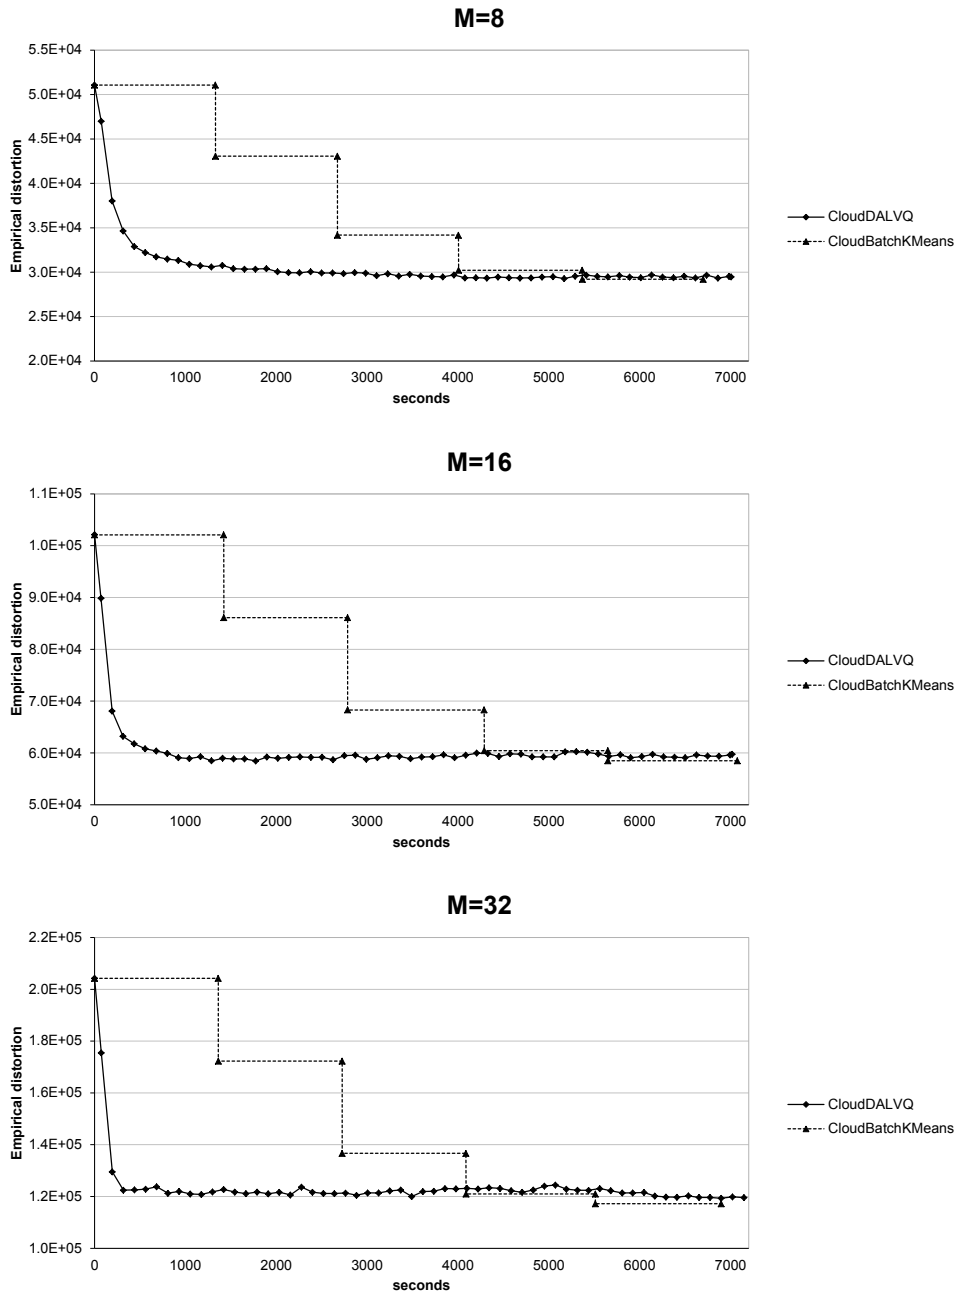 M=8
5.5E+04
5.0E+04
4.5E+04
4.0E+04
3.5E+04
3.0E+04
2.5E+04
2.0E+04
Empirical distortion
0 1000 2000 3000 4000 5000 6000 7000
seconds
CloudDALVQ
CloudBatchKMeans
M=16
1.1E+05
1.0E+05
9.0E+04
8.0E+04
7.0E+04
6.0E+04
5.0E+04
Empirical distortion
0 1000 2000 3000 4000 5000 6000 7000
seconds
CloudDALVQ
CloudBatchKMeans
M=32
2.2E+05
2.0E+05
1.8E+05
1.6E+05
1.4E+05
1.2E+05
1.0E+05
Empirical distortion
0 1000 2000 3000 4000 5000 6000 7000
seconds
CloudDALVQ
CloudBatchKMeans